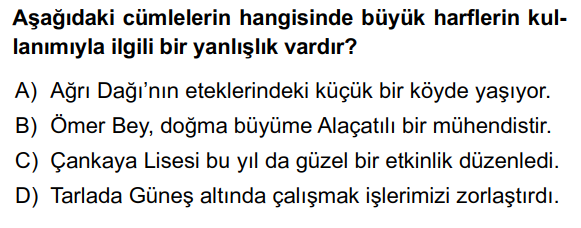 Aşağıdaki cümlelerin hangisinde büyük harflerin kul-
lanımıyla ilgili bir yanlışlık vardır?
A) Ağrı Dağı’nın eteklerindeki küçük bir köyde yaşıyor.
B) Ömer Bey, doğma büyüme Alaçatılı bir mühendistir.
C) Çankaya Lisesi bu yıl da güzel bir etkinlik düzenledi.
D) Tarlada Güneş altında çalışmak işlerimizi zorlaştırdı.